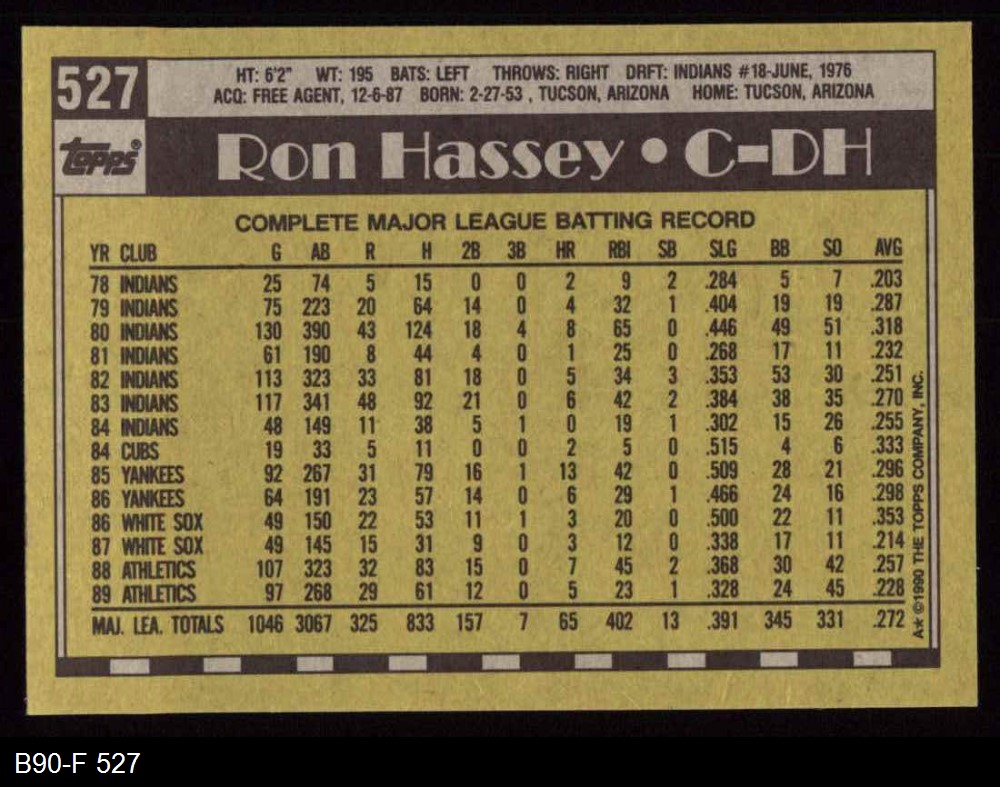 527
HT: 6'2" WT: 195 BATS: LEFT THROWS: RIGHT DRFT: INDIANS #18-JUNE, 1976
ACQ: FREE AGENT, 12-6-87 BORN: 2-27-53 , TUCSON, ARIZONA HOME: TUCSON, ARIZONA
topps®
Ron Hassey • C-DH
COMPLETE MAJOR LEAGUE BATTING RECORD
YR CLUB G AB R H 2B 3B HR RBI SB SLG BB SO AVG
78 INDIANS 25 74 5 15 0 0 2 9 2 .284 5 7 .203
79 INDIANS 75 223 20 64 14 0 4 32 1 .404 19 19 .287
80 INDIANS 130 390 43 124 18 4 8 65 0 .446 49 51 .318
81 INDIANS 61 190 8 44 4 0 1 25 0 .268 17 11 .232
82 INDIANS 113 323 33 81 18 0 5 34 3 .353 53 30 .251
83 INDIANS 117 341 48 92 21 0 6 42 2 .384 38 35 .270
84 INDIANS 48 149 11 38 5 1 0 19 1 .302 15 26 .255
84 CUBS 19 33 5 11 0 0 2 5 0 .515 4 6 .333
85 YANKEES 92 267 31 79 16 1 13 42 0 .509 28 21 .296
86 YANKEES 64 191 23 57 14 0 6 29 1 .466 24 16 .298
86 WHITE SOX 49 150 22 53 11 1 3 20 0 .500 22 11 .353
87 WHITE SOX 49 145 15 31 9 0 3 12 0 .338 17 11 .214
88 ATHLETICS 107 323 32 83 15 0 7 45 2 .368 30 42 .257
89 ATHLETICS 97 268 29 61 12 0 5 23 1 .328 24 45 .228
MAJ. LEA. TOTALS 1046 3067 325 833 157 7 65 402 13 .391 345 331 .272
A★ ©1990 THE TOPPS COMPANY, INC.
B90-F 527